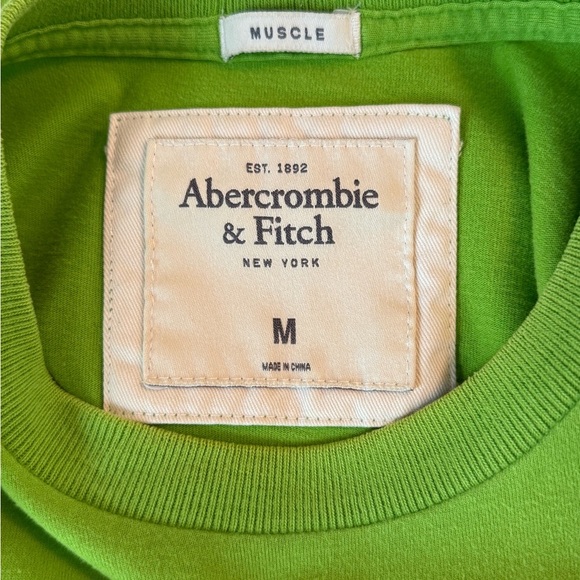 MUSCLE
EST. 1892
Abercrombie
& Fitch
NEW YORK
M
MADE IN CHINA